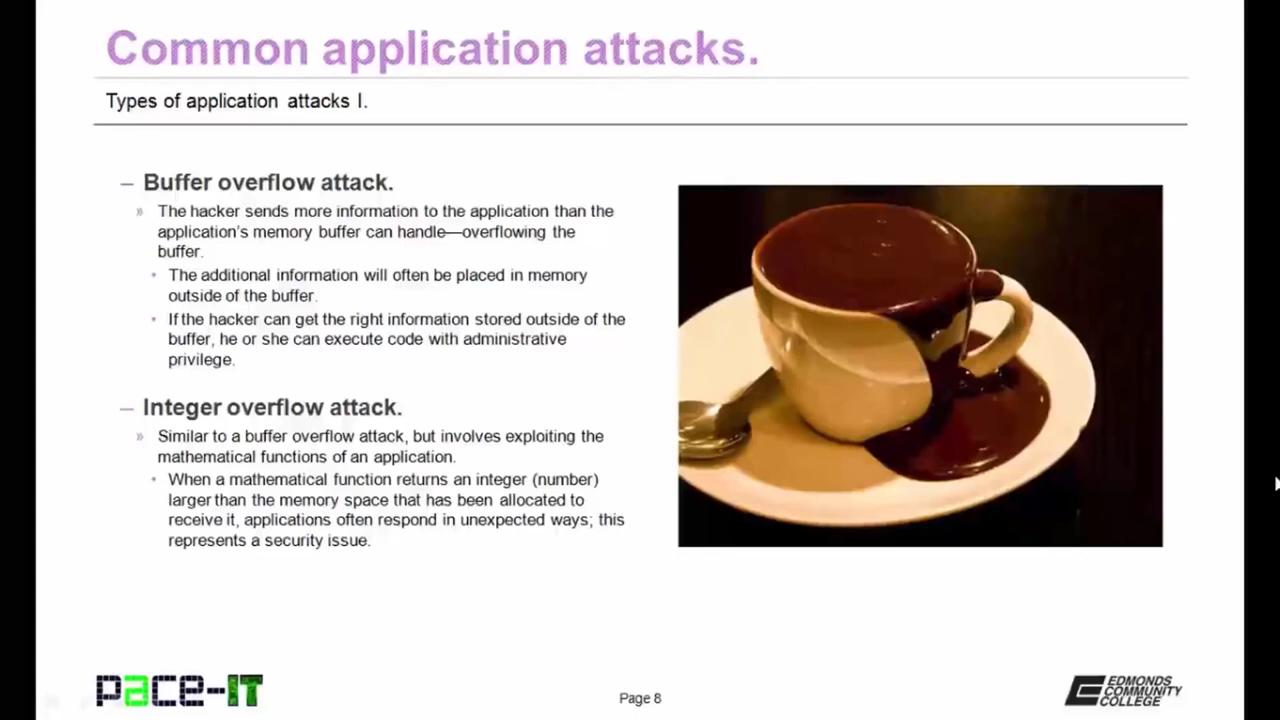 Common application attacks.
Types of application attacks I.
– Buffer overflow attack.
» The hacker sends more information to the application than the
application's memory buffer can handle—overflowing the
buffer.
• The additional information will often be placed in memory
outside of the buffer.
• If the hacker can get the right information stored outside of the
buffer, he or she can execute code with administrative
privilege.
– Integer overflow attack.
» Similar to a buffer overflow attack, but involves exploiting the
mathematical functions of an application.
• When a mathematical function returns an integer (number)
larger than the memory space that has been allocated to
receive it, applications often respond in unexpected ways; this
represents a security issue.
pace-IT
Page 8
EDMONDS
COMMUNITY
COLLEGE